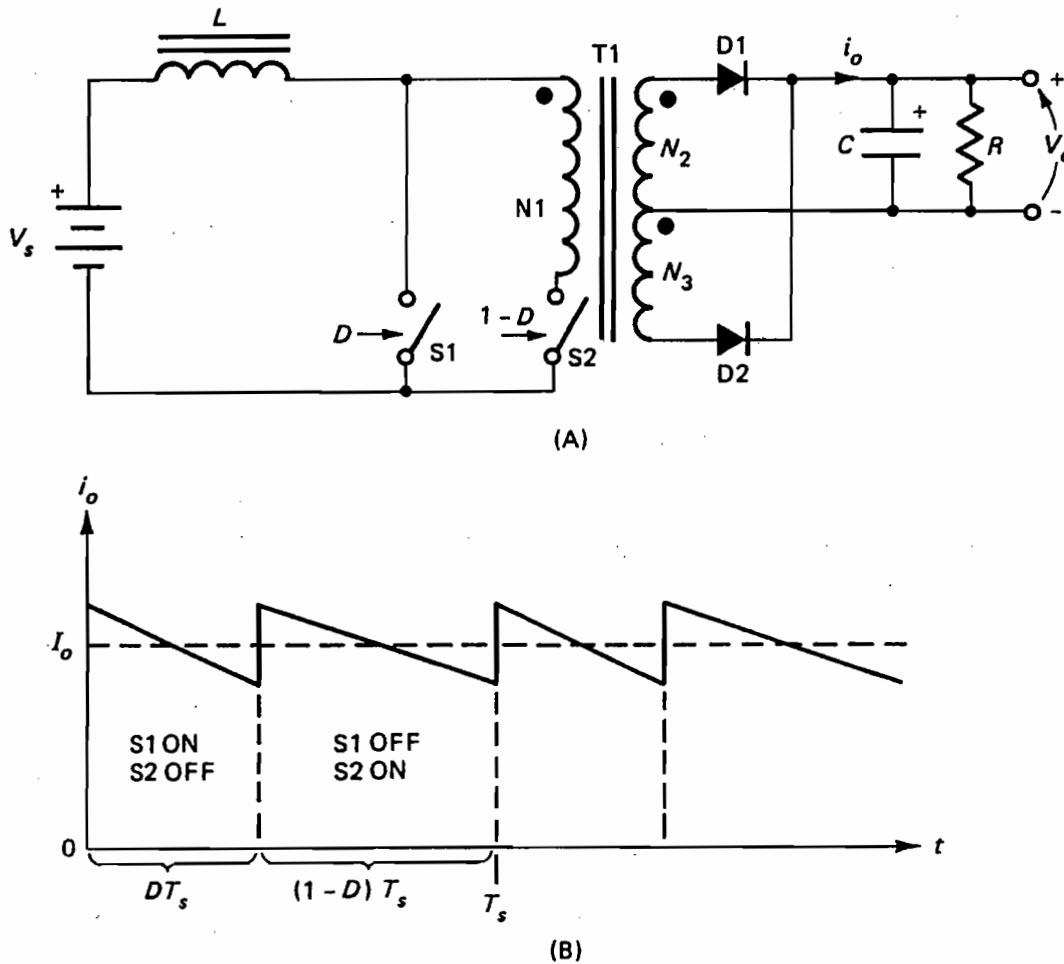 L
T1
D1
i_o
+
+
N_2
C
R
V_s
N1
D
S1
1 - D
S2
N_3
D2
-
+
(A)
i_o
I_o
S1 ON
S2 OFF
S1 OFF
S2 ON
0
t
DT_s
(1 - D) T_s
T_s
(B)